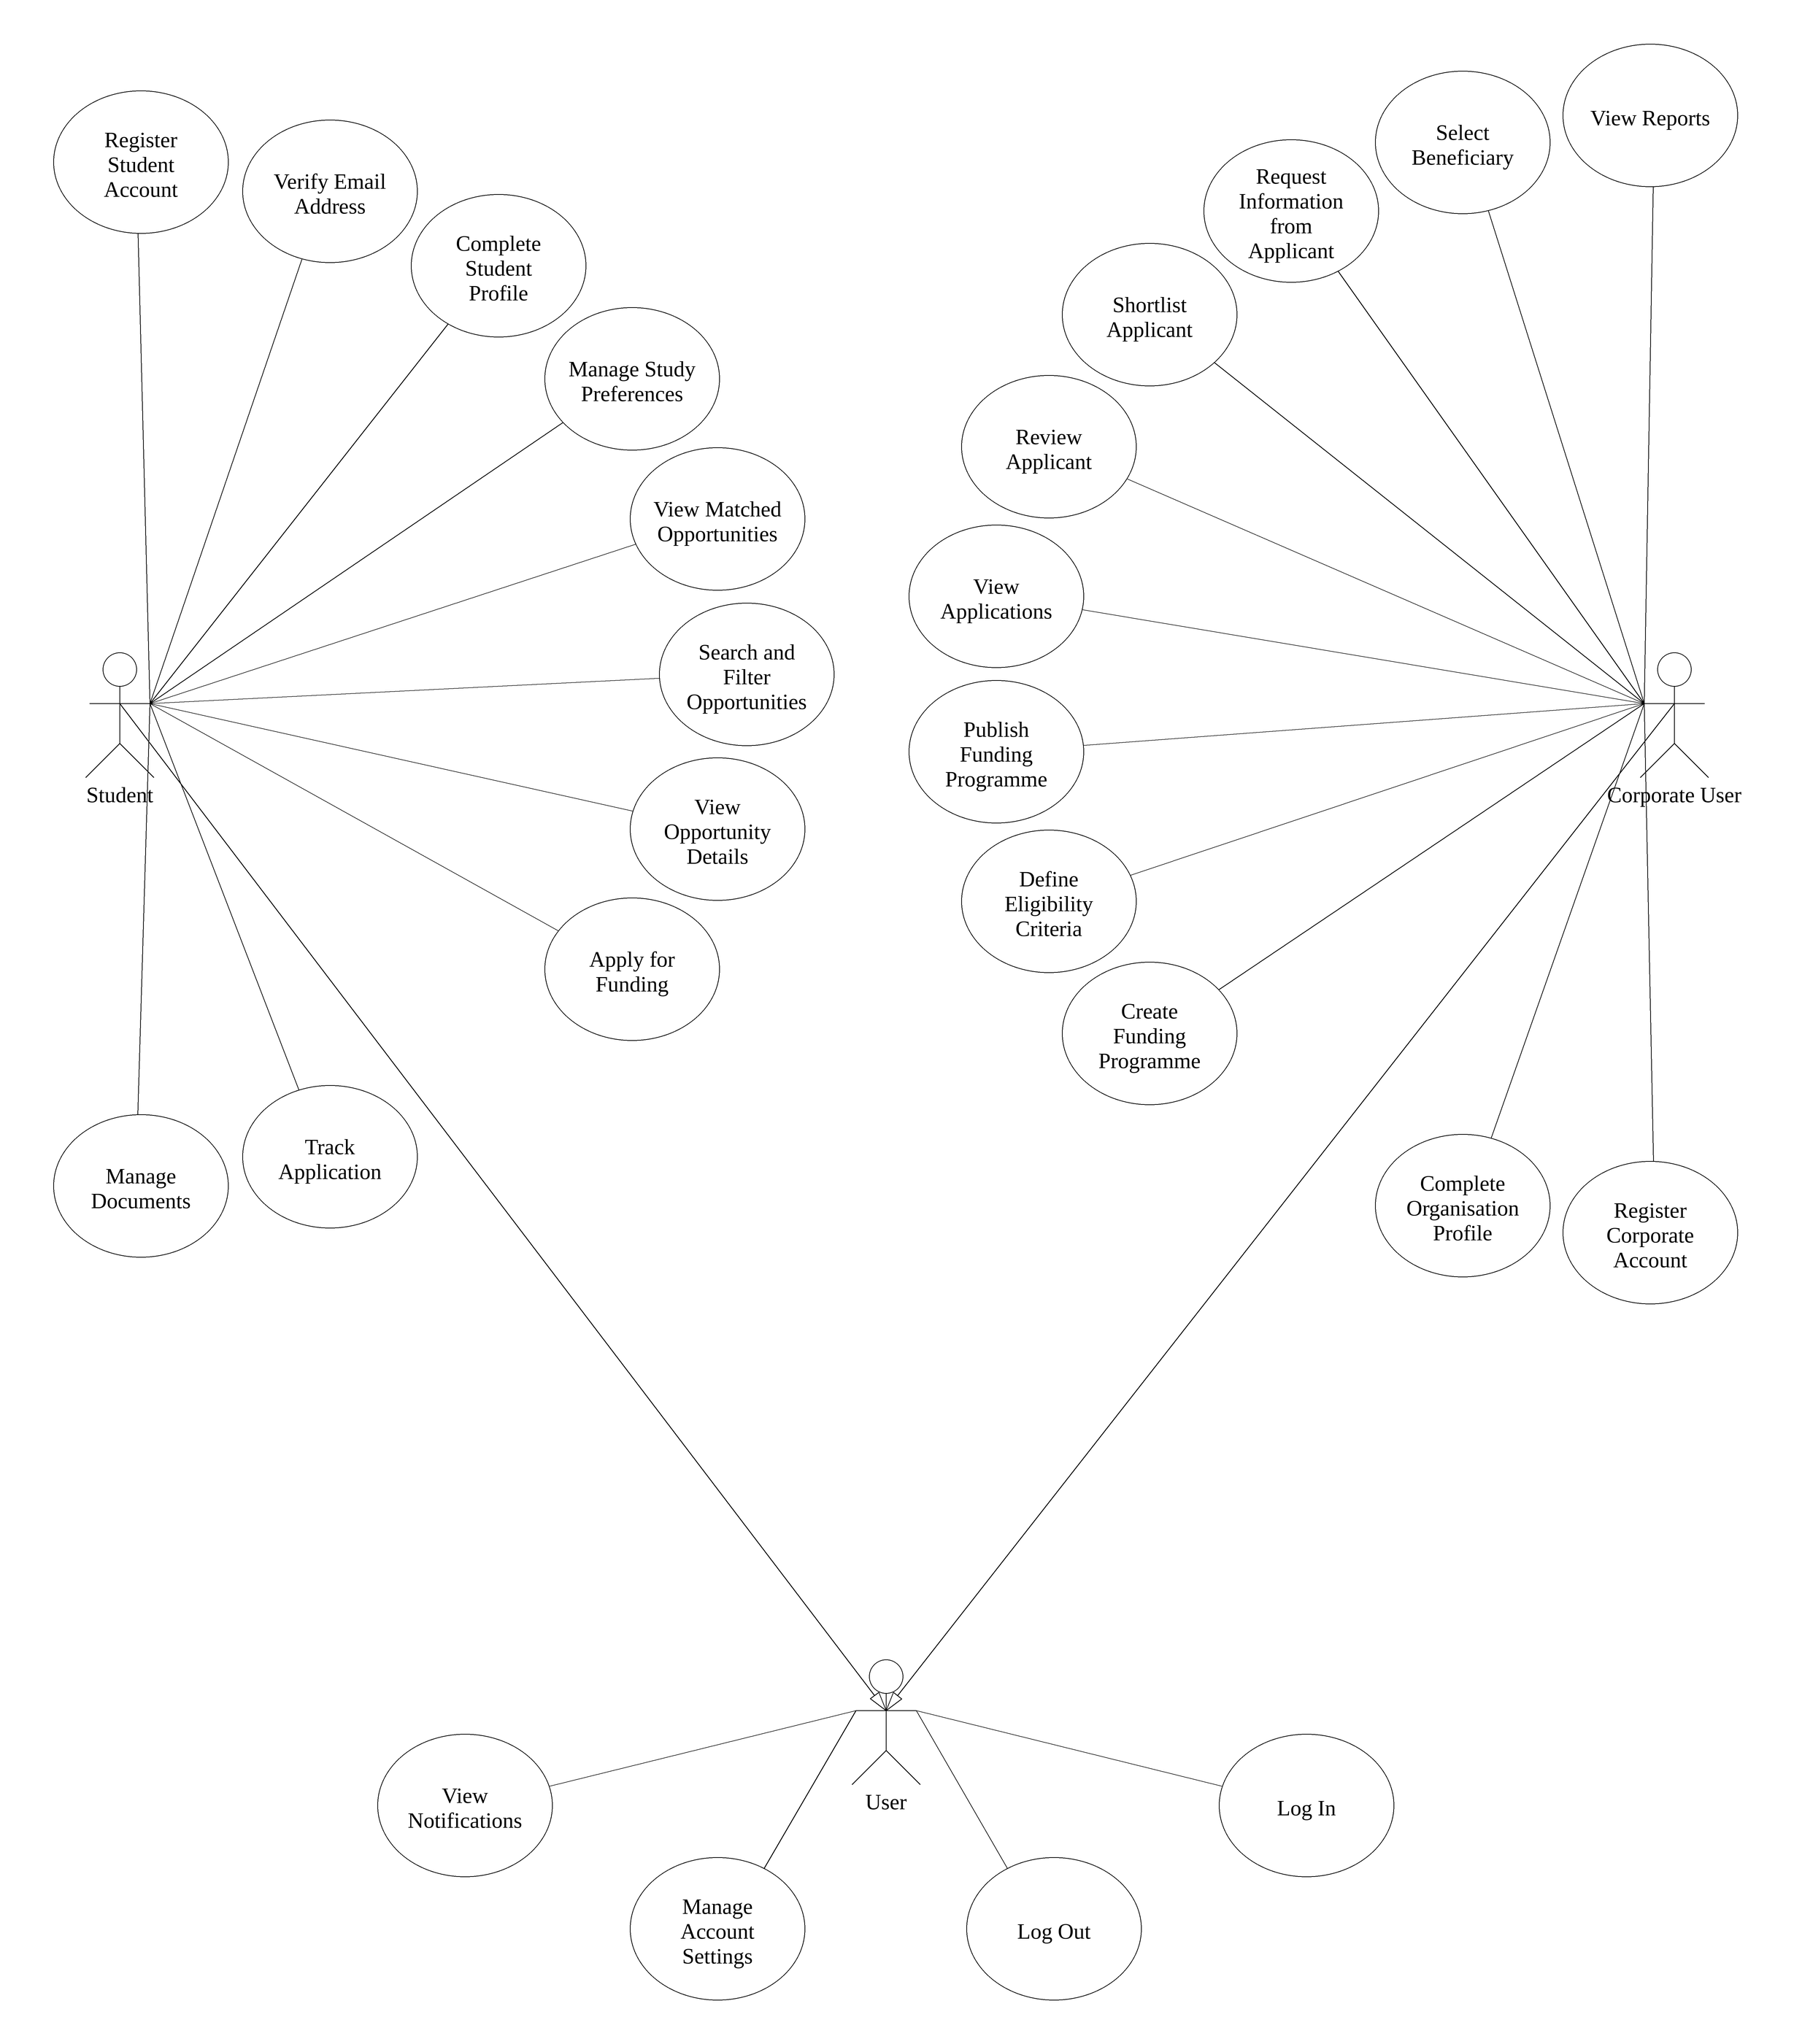 Register
Student
Account
Verify Email
Address
Complete
Student
Profile
Manage Study
Preferences
View Matched
Opportunities
Search and
Filter
Opportunities
View
Opportunity
Details
Apply for
Funding
Track
Application
Manage
Documents
Student
View Reports
Select
Beneficiary
Request
Information
from
Applicant
Shortlist
Applicant
Review
Applicant
View
Applications
Publish
Funding
Programme
Define
Eligibility
Criteria
Create
Funding
Programme
Complete
Organisation
Profile
Register
Corporate
Account
Corporate User
User
View
Notifications
Manage
Account
Settings
Log Out
Log In